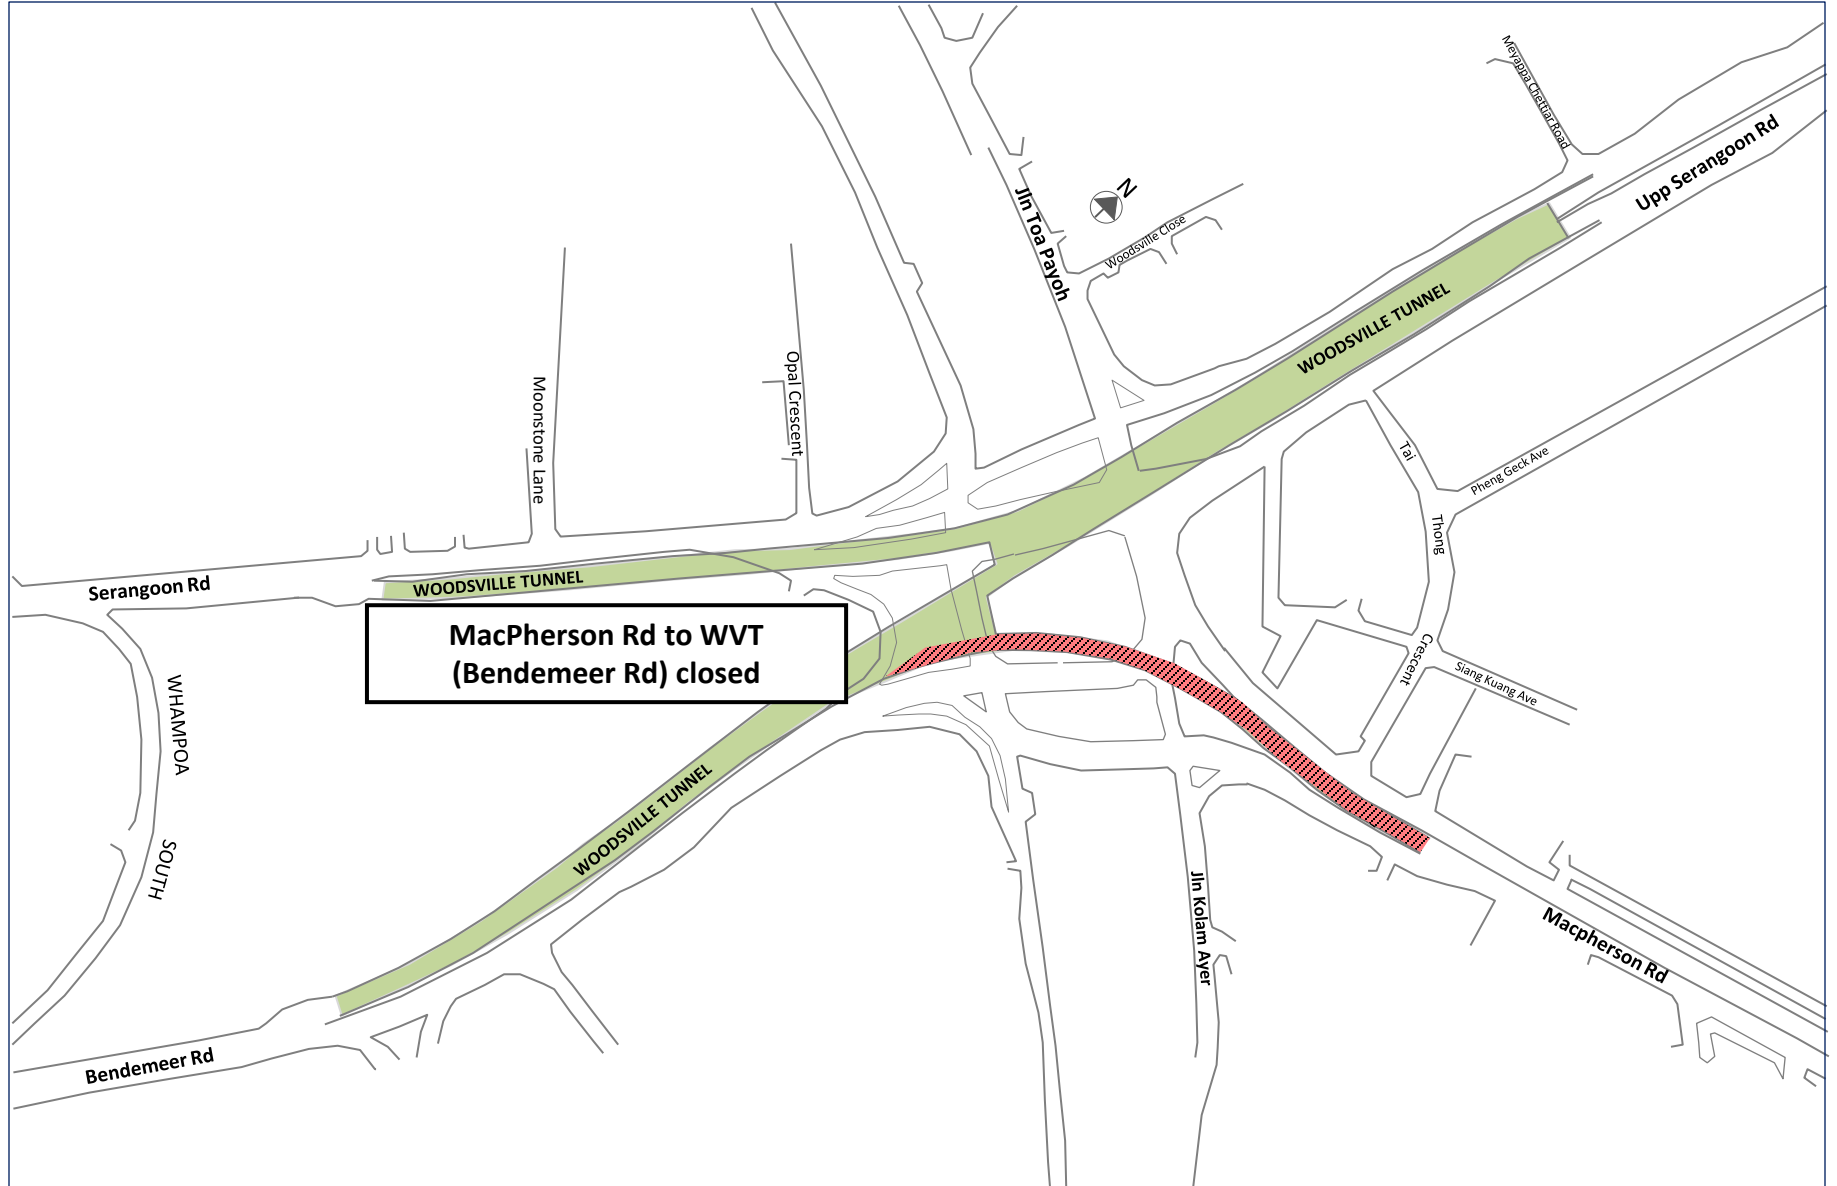 Meyappa Chettiar Road
Upp Serangoon Rd
N
Jln Toa Payoh
Woodsville Close
WOODSVILLE TUNNEL
Opal Crescent
Moonstone Lane
Tai
Thong
Crescent
Pheng Geck Ave
Siang Kuang Ave
Serangoon Rd
WOODSVILLE TUNNEL
MacPherson Rd to WVT
(Bendemeer Rd) closed
WHAMPOA
SOUTH
WOODSVILLE TUNNEL
Jln Kolam Ayer
Macpherson Rd
Bendemeer Rd